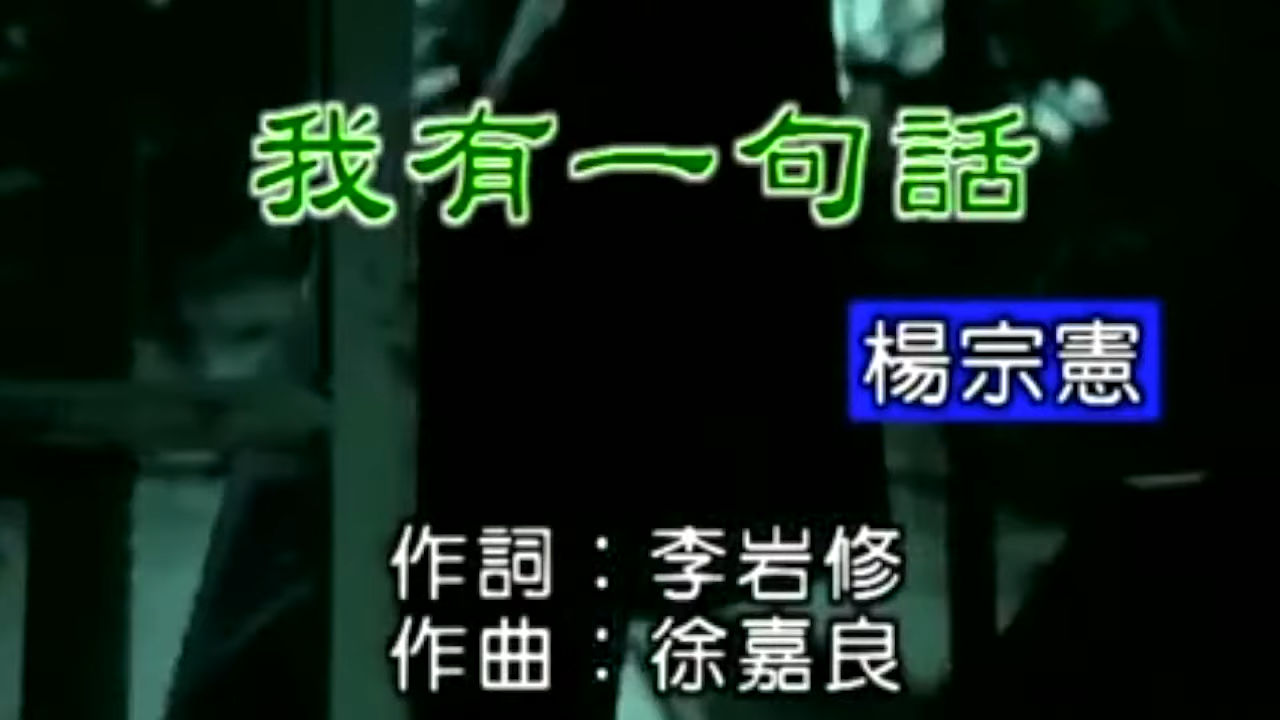 我有一句話
楊宗憲
作詞：李岩修
作曲：徐嘉良